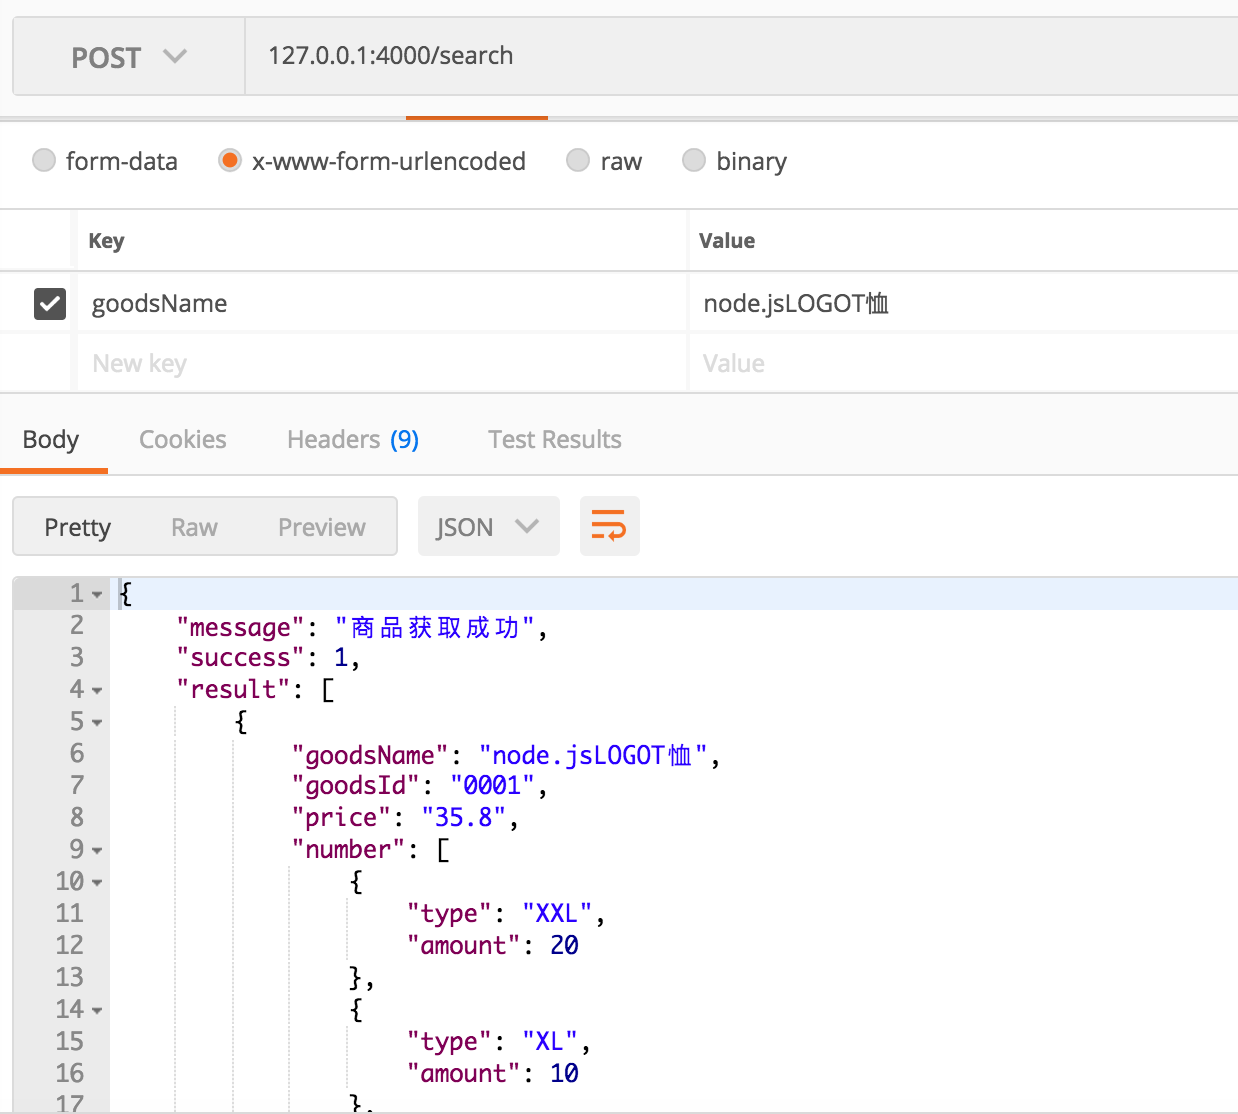 POST 127.0.0.1:4000/search
form-data x-www-form-urlencoded raw binary
Key Value
goodsName node.jsLOGOT恤
New key Value
Body Cookies Headers (9) Test Results
Pretty Raw Preview JSON
1 {
2 "message": "商品获取成功",
3 "success": 1,
4 "result": [
5 {
6 "goodsName": "node.jsLOGOT恤",
7 "goodsId": "0001",
8 "price": "35.8",
9 "number": [
10 {
11 "type": "XXL",
12 "amount": 20
13 },
14 {
15 "type": "XL",
16 "amount": 10
17 },